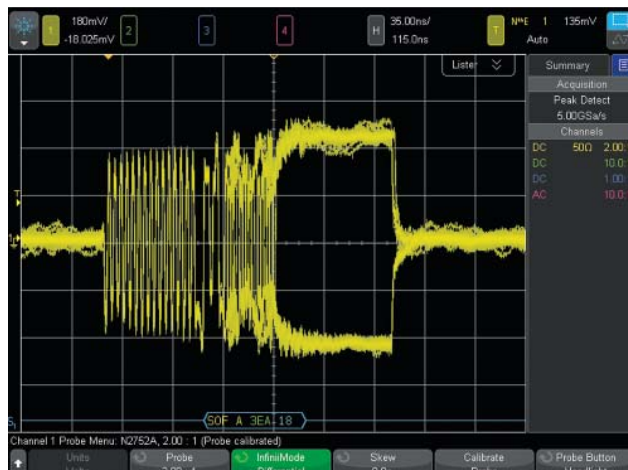 1 180mV/ 2 3 4 H 35.00ns/ T N 1 135mV
-18.025mV 115.0ns Auto
Lister Summary
Acquisition
Peak Detect
5.00GSa/s
Channels
DC 50Ω 2.00:
DC 10.0:
DC 1.00:
AC 10.0:
T
SOF A 3EA-18
S₁
Channel 1 Probe Menu: N2752A, 2.00 : 1 (Probe calibrated)
Units Probe InfiniiMode Skew Calibrate Probe Button